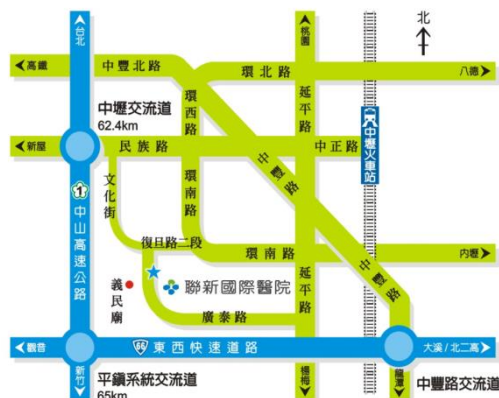 台北
桃園
北
高鐵
中豐北路
環北路
八德
環西路
延平路
中壢交流道
62.4km
中壢火車站
新屋
民族路
中正路
中豐路
文化街
環南路
1
中山高速公路
復旦路二段
環南路
內壢
中豐路
義民廟
聯新國際醫院
延平路
廣泰路
觀音
66
東西快速道路
大溪/北二高
新竹
平鎮系統交流道
65km
楊梅
龍潭
中豐路交流道